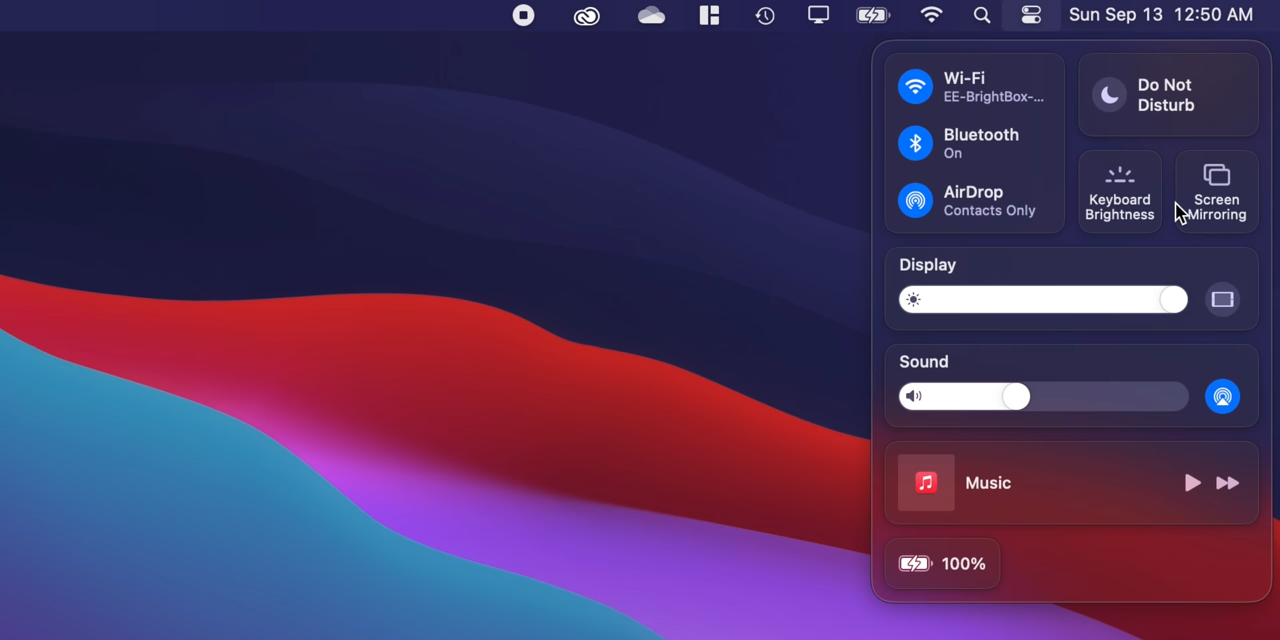 Sun Sep 13 12:50 AM
Wi-Fi
EE-BrightBox-...
Do Not
Disturb
Bluetooth
On
AirDrop
Contacts Only
Keyboard
Brightness
Screen
Mirroring
Display
Sound
Music
100%